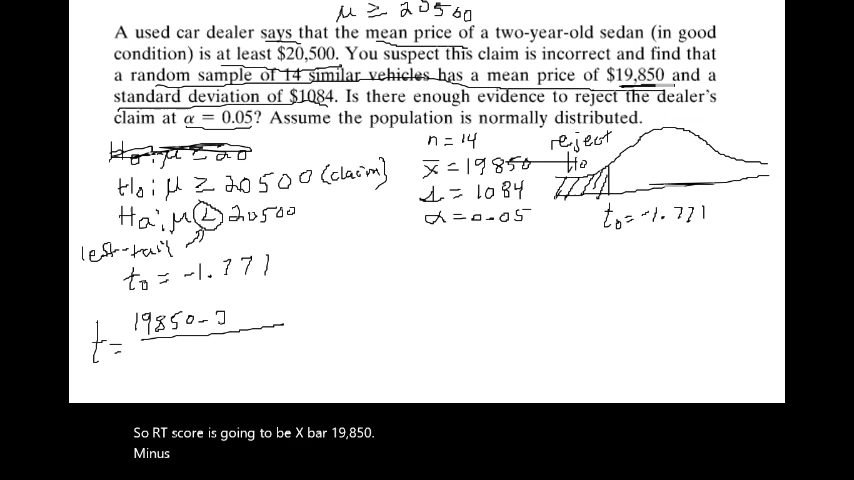 μ ≥ 20500
A used car dealer says that the mean price of a two-year-old sedan (in good
condition) is at least $20,500. You suspect this claim is incorrect and find that
a random sample of 14 similar vehicles has a mean price of $19,850 and a
standard deviation of $1084. Is there enough evidence to reject the dealer's
claim at α = 0.05? Assume the population is normally distributed.
H₀: μ ≥ 20
H₀: μ ≥ 20500 (claim)
Ha: μ < 20500
left-tail
t₀ = -1.771
n = 14
x̄ = 19850
s = 1084
α = 0.05
reject
H₀
t₀ = -1.771
t = 19850 -
So RT score is going to be X bar 19,850.
Minus